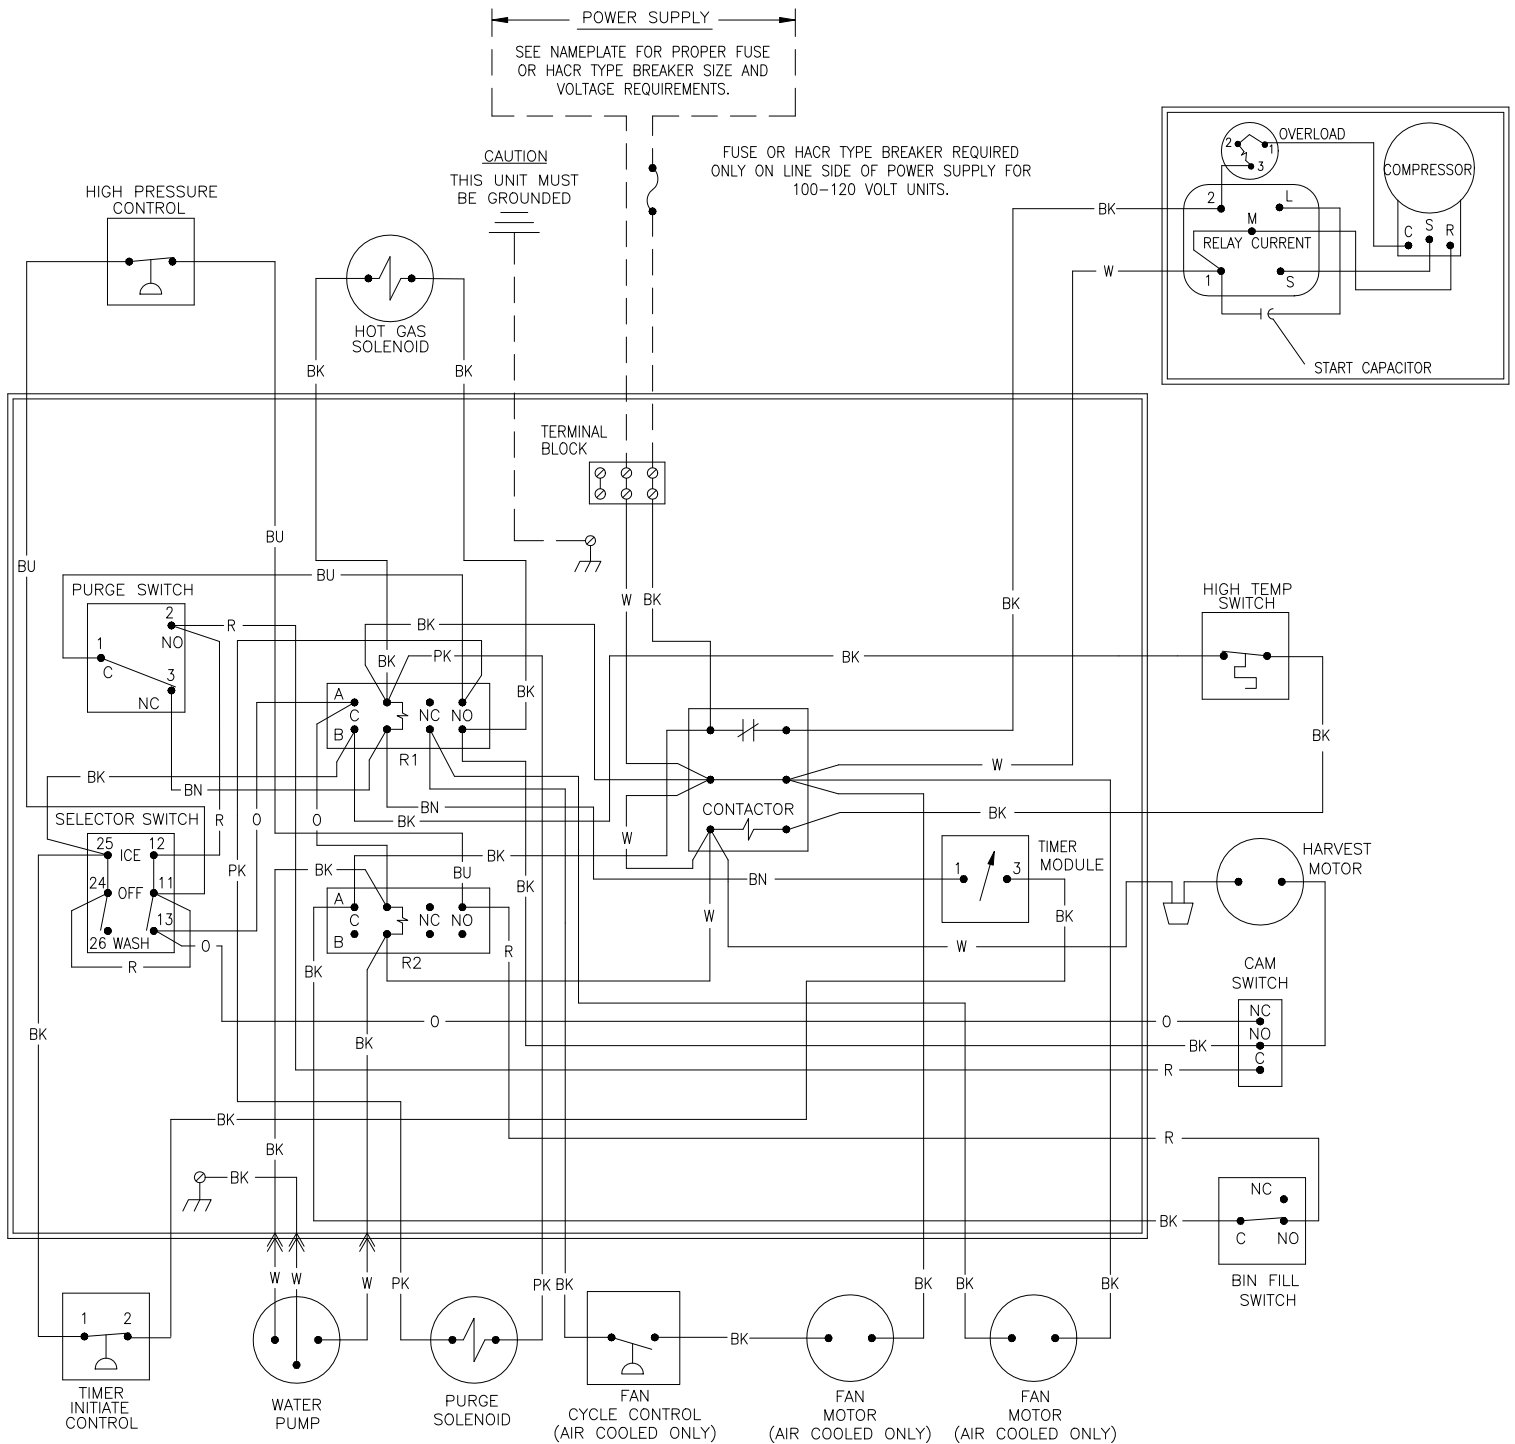 POWER SUPPLY
SEE NAMEPLATE FOR PROPER FUSE
OR HACR TYPE BREAKER SIZE AND
VOLTAGE REQUIREMENTS.
CAUTION
THIS UNIT MUST
BE GROUNDED
FUSE OR HACR TYPE BREAKER REQUIRED
ONLY ON LINE SIDE OF POWER SUPPLY FOR
100-120 VOLT UNITS.
HIGH PRESSURE
CONTROL
HOT GAS
SOLENOID
BK
BK
2
1
3
OVERLOAD
COMPRESSOR
C S R
2
L
M
RELAY CURRENT
1
S
START CAPACITOR
BK
W
TERMINAL
BLOCK
BU
BU
BU
W
BK
BK
PURGE SWITCH
2
NO
1
C
3
NC
R
BK
PK
BK
BK
BK
HIGH TEMP
SWITCH
BK
A
C
B
NC NO
R1
BK
BN
BN
BK
W
BK
CONTACTOR
W
SELECTOR SWITCH
R
O
O
25 ICE 12
24 OFF 11
13
26 WASH
R
O
PK
BK
BK
BU
BK
BN
1 3
TIMER
MODULE
BK
HARVEST
MOTOR
A
C
B
NC NO
R2
R
W
W
BK
BK
BK
CAM
SWITCH
NC
NO
C
O
O
BK
R
BK
BK
R
BK
BK
NC
C NO
BIN FILL
SWITCH
W
W
W
PK
PK
BK
BK
BK
BK
1 2
TIMER
INITIATE
CONTROL
WATER
PUMP
PURGE
SOLENOID
FAN
CYCLE CONTROL
(AIR COOLED ONLY)
BK
FAN
MOTOR
(AIR COOLED ONLY)
FAN
MOTOR
(AIR COOLED ONLY)